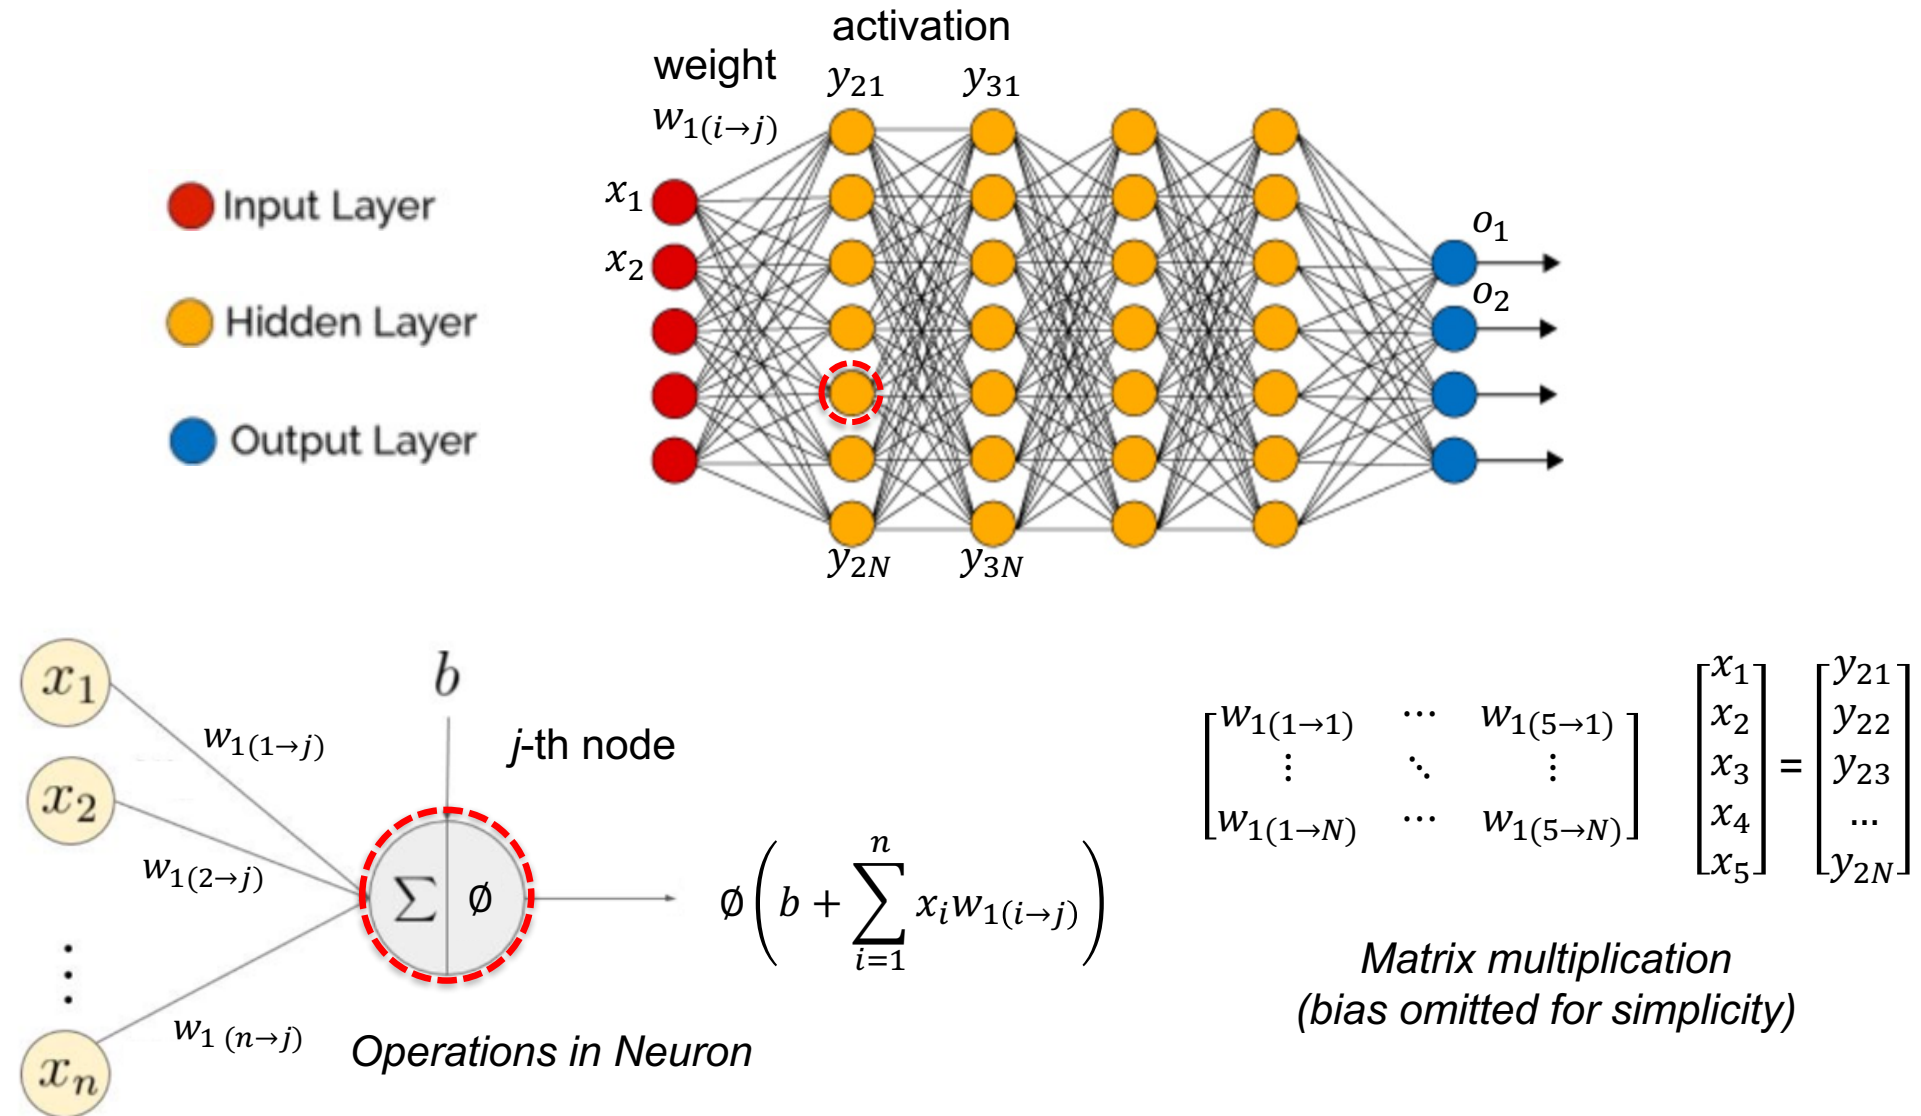 activation
weight
y₂₁
y₃₁
w₁₍ᵢ→ⱼ₎
x₁
x₂
Input Layer
Hidden Layer
Output Layer
o₁
o₂
y₂N
y₃N
x₁
x₂
⋮
xₙ
w₁₍₁→ⱼ₎
w₁₍₂→ⱼ₎
w₁ ₍ₙ→ⱼ₎
b
j-th node
∑ ∅
∅(b + ∑ᵢ₌₁ⁿ xᵢw₁₍ᵢ→ⱼ₎)
Operations in Neuron
[w₁₍₁→₁₎ ⋯ w₁₍₅→₁₎
⋮ ⋱ ⋮
w₁₍₁→N₎ ⋯ w₁₍₅→N₎]
[x₁
x₂
x₃
x₄
x₅]
=
[y₂₁
y₂₂
y₂₃
...
y₂N]
Matrix multiplication
(bias omitted for simplicity)